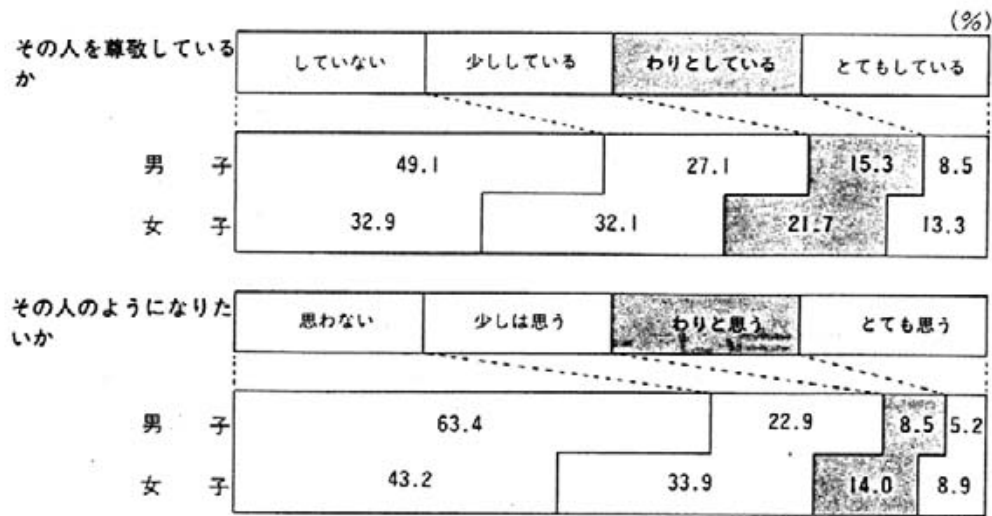 (%)
その人を尊敬している
か
していない 少ししている わりとしている とてもしている
男 子 49.1 27.1 15.3 8.5
女 子 32.9 32.1 21.7 13.3
その人のようになりた
いか
思わない 少しは思う わりと思う とても思う
男 子 63.4 22.9 8.5 5.2
女 子 43.2 33.9 14.0 8.9